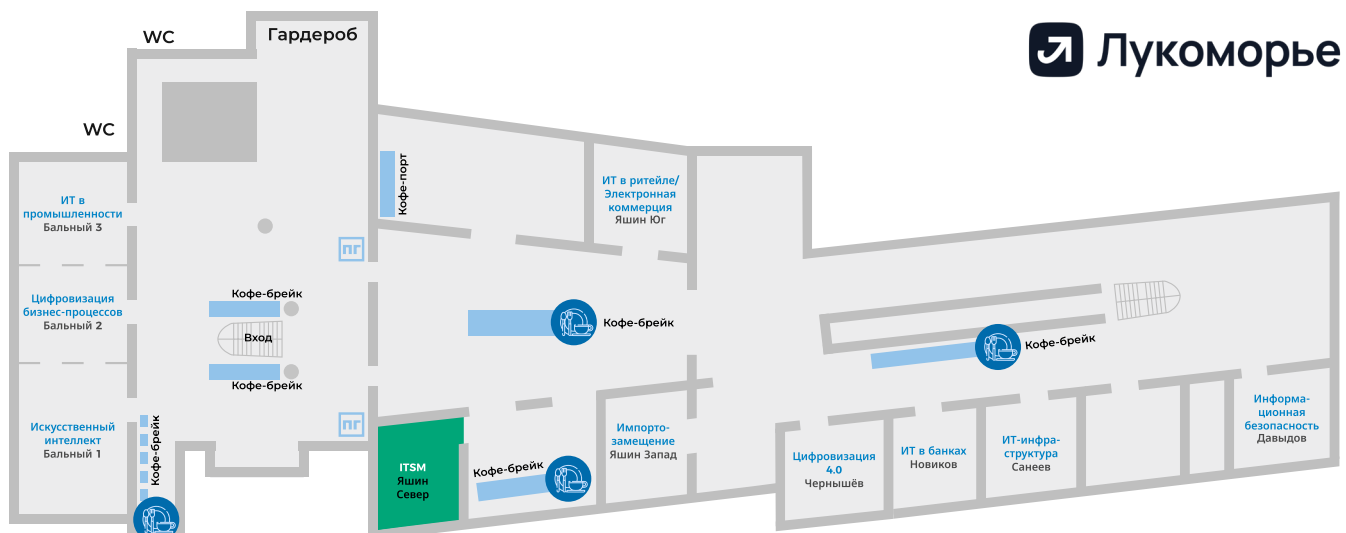 WC
Гардероб
Лукоморье
WC
Кофе-порт
ИТ в ритейле/
Электронная
коммерция
Яшин Юг
ИТ в
промышленности
Бальный 3
ПГ
Кофе-брейк
Цифровизация
бизнес-процессов
Бальный 2
Вход
Кофе-брейк
Кофе-брейк
Кофе-брейк
Искусственный
интеллект
Бальный 1
Кофе-брейк
ПГ
ITSM
Яшин
Север
Кофе-брейк
Импорто-
замещение
Яшин Запад
Цифровизация
4.0
Чернышёв
ИТ в банках
Новиков
ИТ-инфра-
структура
Санеев
Информа-
ционная
безопасность
Давыдов